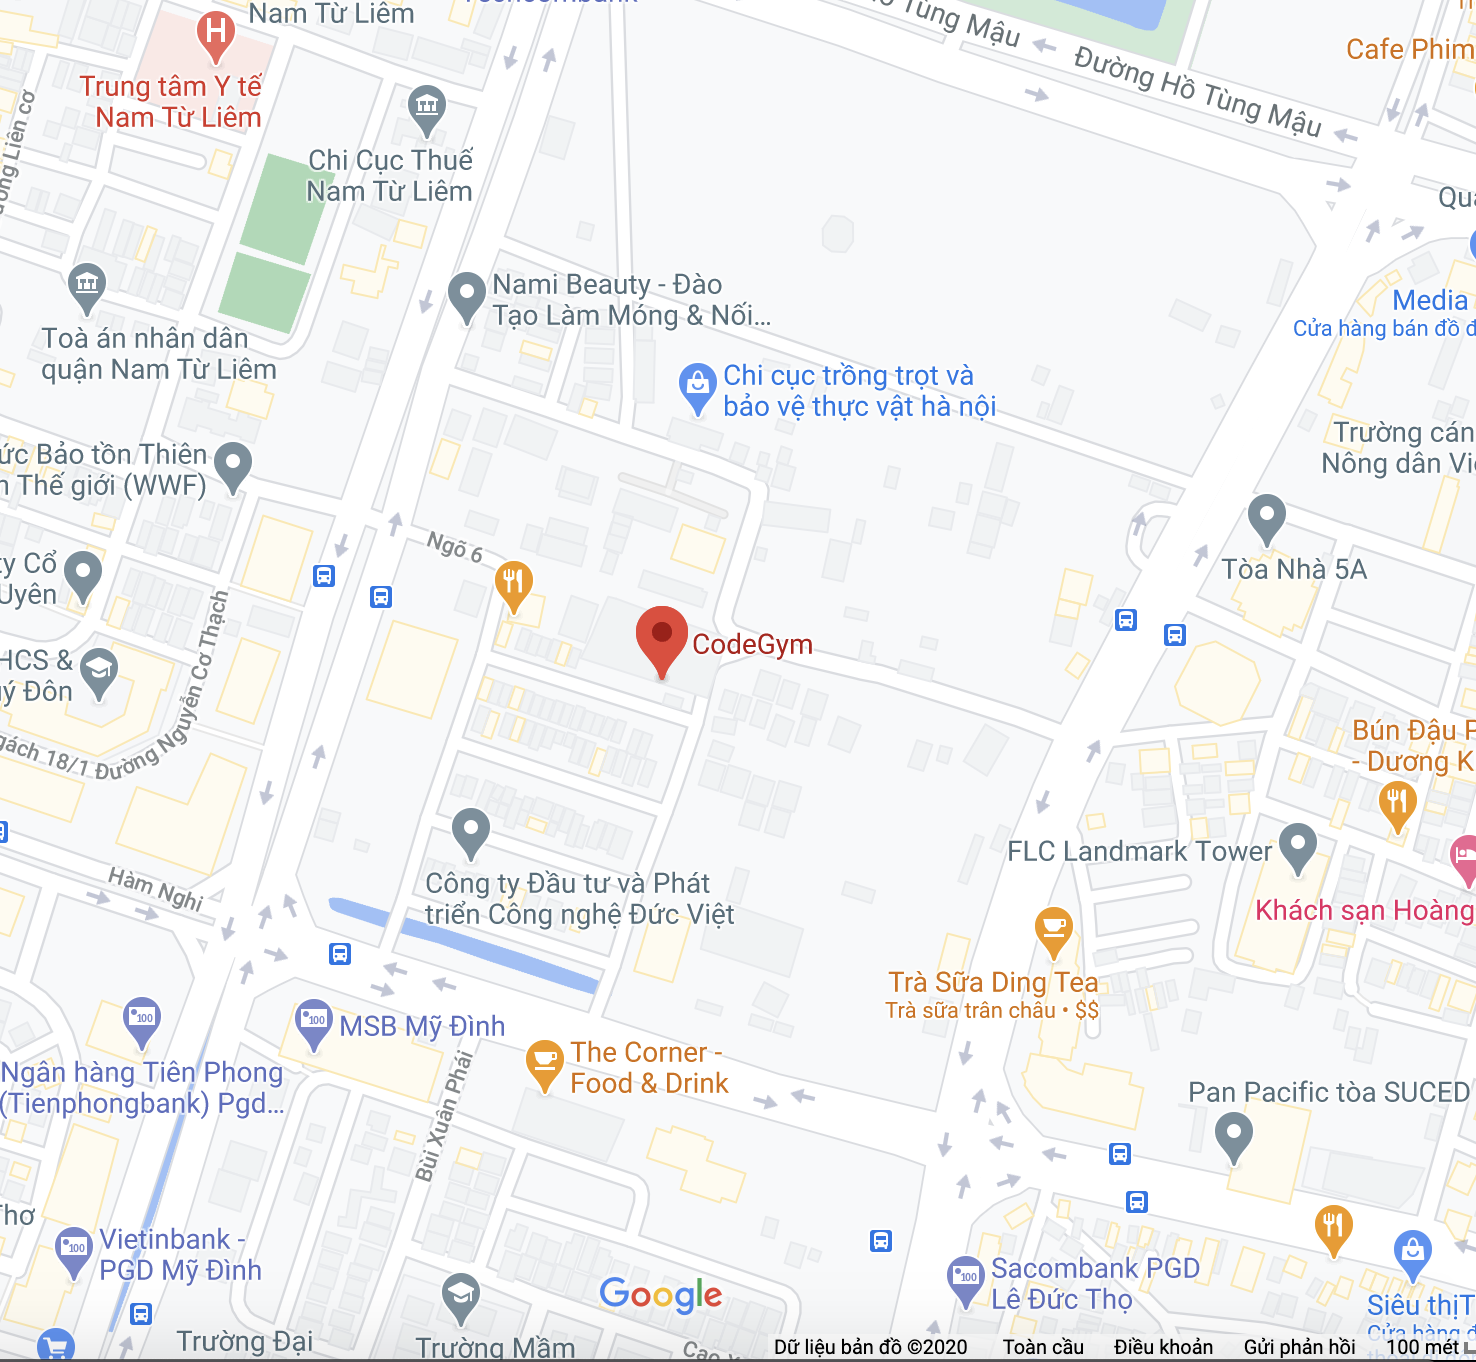 Nam Từ Liêm
Techcombank
Tùng Mậu
Đường Hồ Tùng Mậu
Cafe Phim
H
Trung tâm Y tế
Nam Từ Liêm
Chi Cục Thuế
Nam Từ Liêm
Toà án nhân dân
quận Nam Từ Liêm
Nami Beauty - Đào
Tạo Làm Móng & Nối...
Media
Cửa hàng bán đồ đ
Chi cục trồng trọt và
bảo vệ thực vật hà nội
Trường cán
Nông dân Vi
ức Bảo tồn Thiên
Thế giới (WWF)
Ngõ 6
Tòa Nhà 5A
ty Cổ
Uyên
CodeGym
HCS &
ý Đôn
Đường Nguyễn Cơ Thạch
gách 18/1
Bún Đậu P
- Dương K
FLC Landmark Tower
Khách sạn Hoàng
Hàm Nghi
Công ty Đầu tư và Phát
triển Công nghệ Đức Việt
Trà Sữa Ding Tea
Trà sữa trân châu • $$
100
100
MSB Mỹ Đình
Ngân hàng Tiên Phong
(Tienphongbank) Pgd...
The Corner -
Food & Drink
Bùi Xuân Phái
Pan Pacific tòa SUCED
100
Vietinbank -
PGD Mỹ Đình
100
Sacombank PGD
Lê Đức Thọ
Siêu thịT
Cửa hàng đ
Google
Trường Đại
Trường Mầm
Dữ liệu bản đồ ©2020
Toàn cầu
Điều khoản
Gửi phản hồi
100 mét